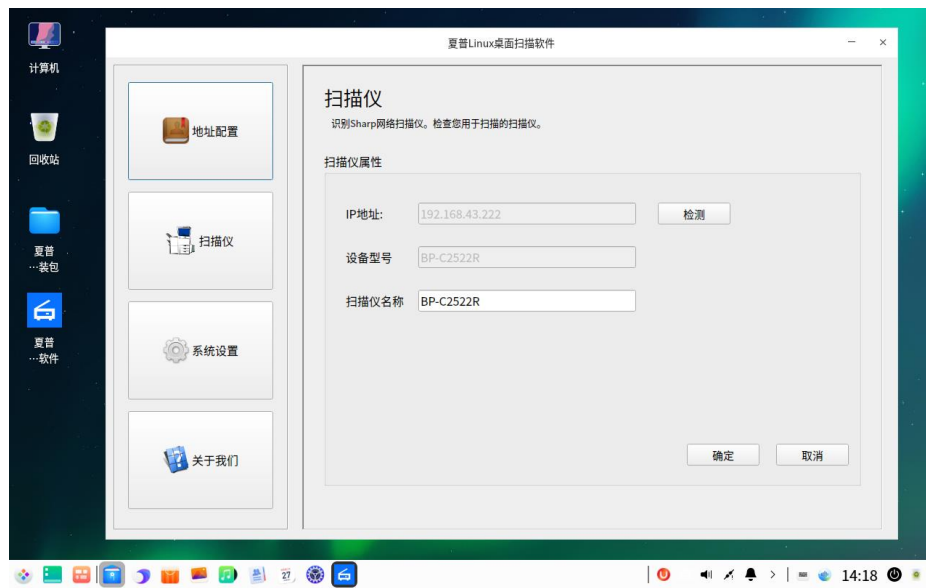 计算机
回收站
夏普
…装包
夏普
…软件
夏普Linux桌面扫描软件
地址配置
扫描仪
系统设置
关于我们
扫描仪
识别Sharp网络扫描仪。检查您用于扫描的扫描仪。
扫描仪属性
IP地址: 192.168.43.222 检测
设备型号 BP-C2522R
扫描仪名称 BP-C2522R
确定 取消
27
14:18